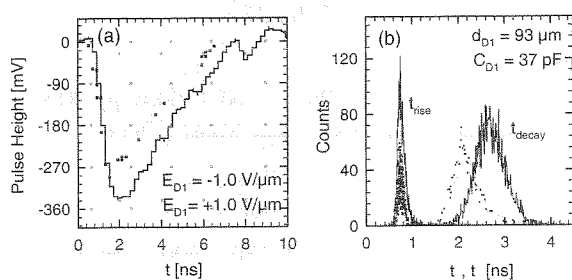 (a)
0
-90
-180
-270
-360
Pulse Height [mV]
E_D1 = -1.0 V/µm
E_D1 = +1.0 V/µm
0 2 4 6 8 10
t [ns]
(b)
d_D1 = 93 µm
C_D1 = 37 pF
120
80
40
0
Counts
t_rise
t_decay
0 1 2 3 4
t , t [ns]